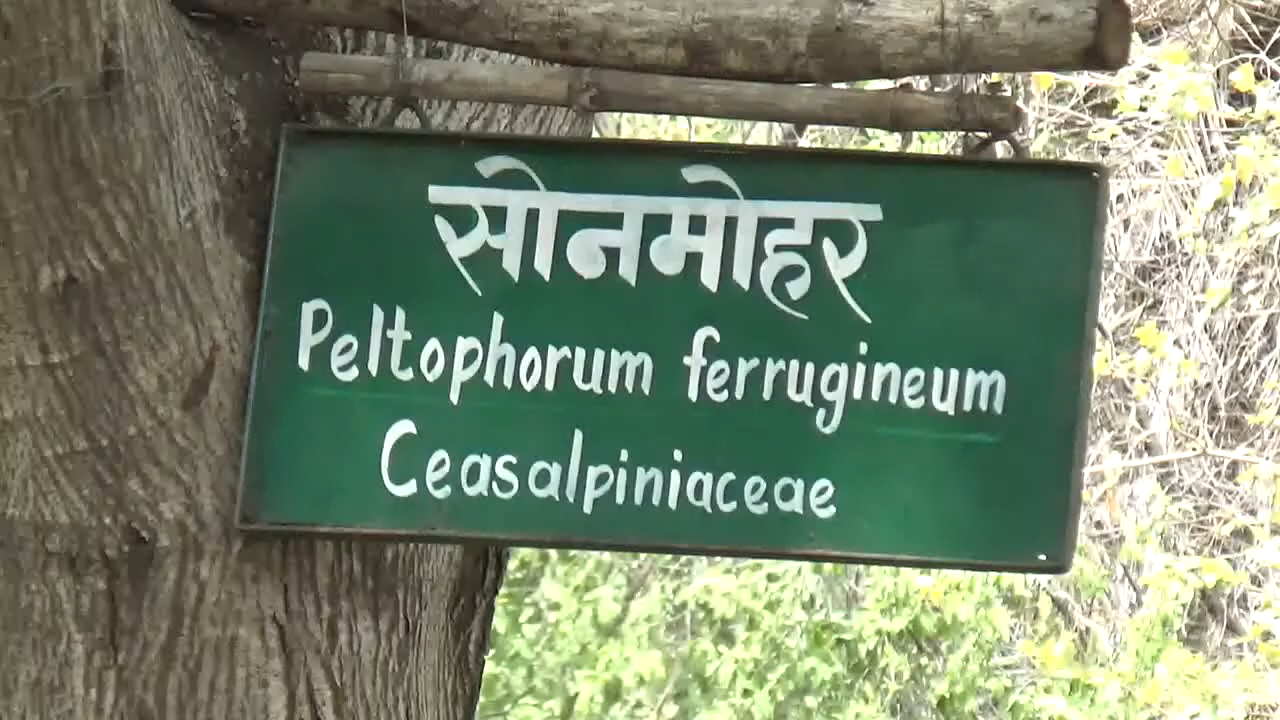 सोनमोहर
Peltophorum ferrugineum
Ceasalpiniaceae